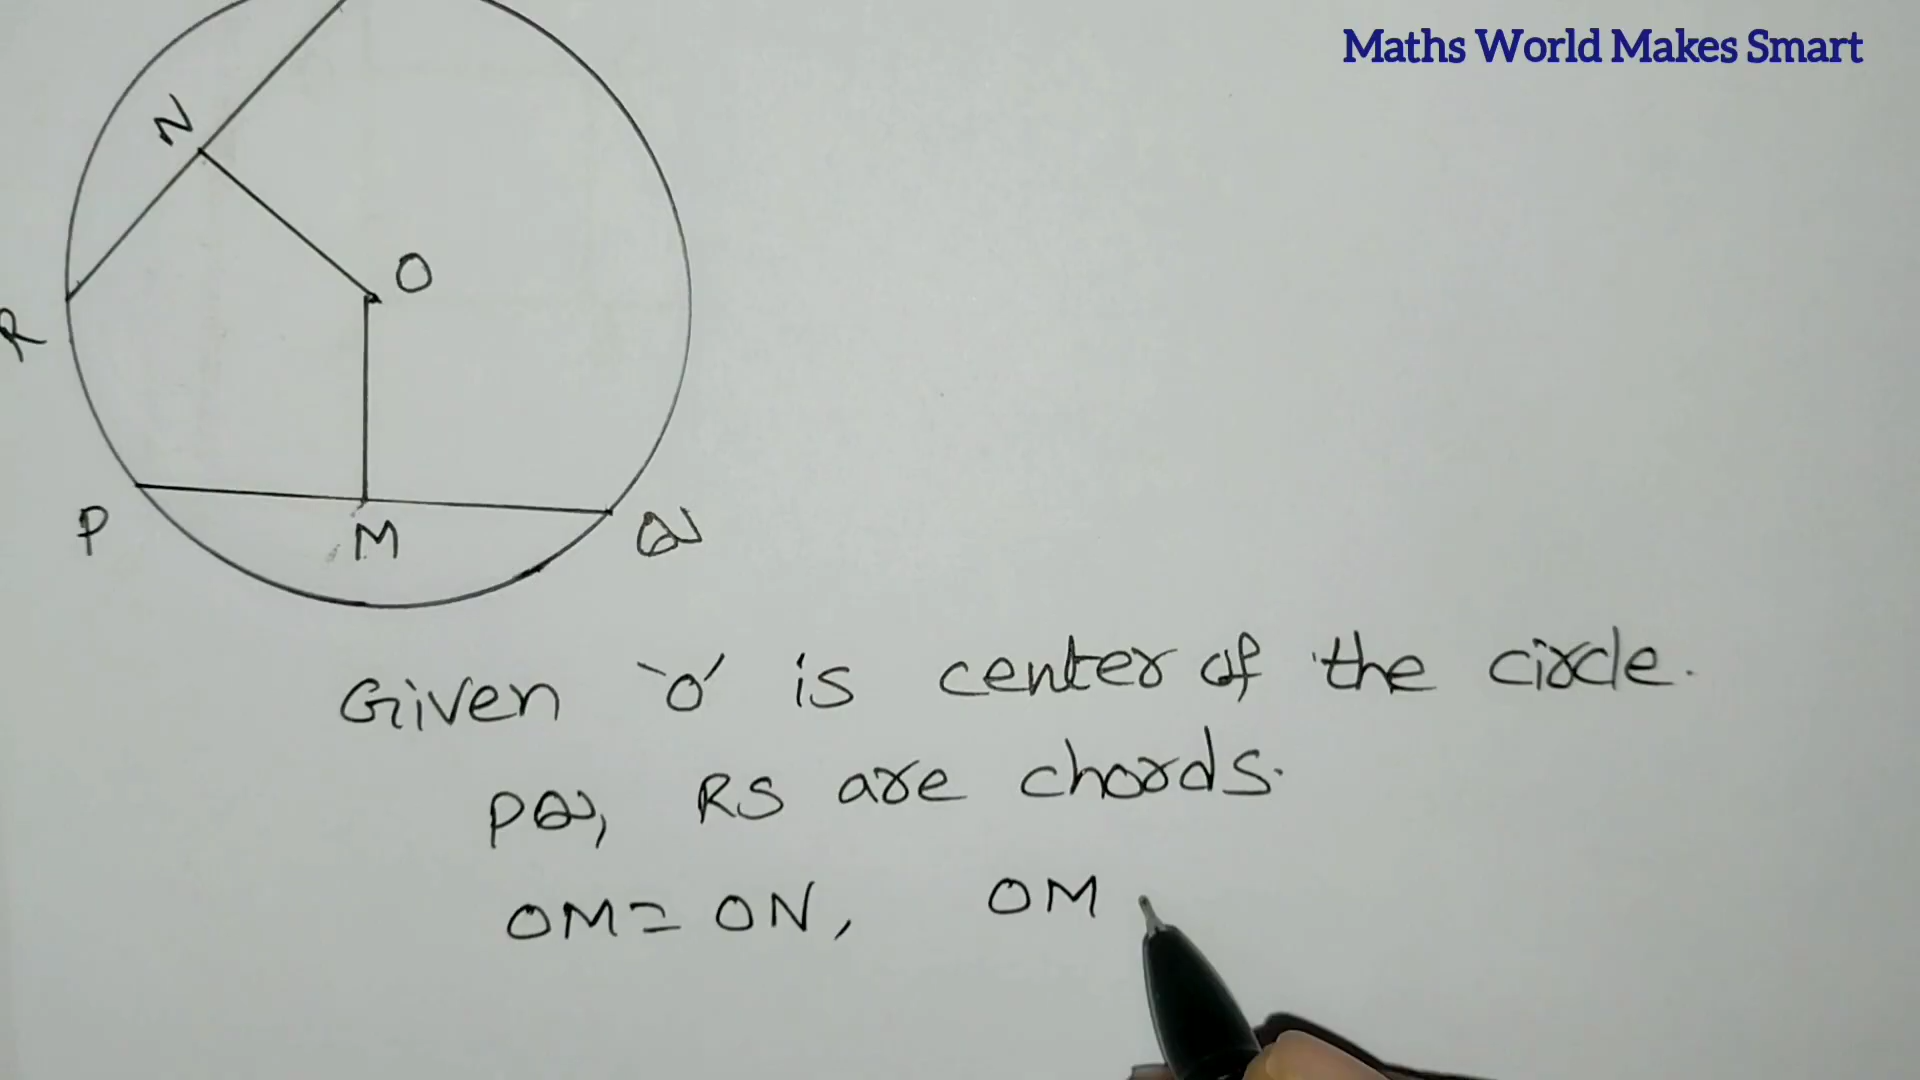 Maths World Makes Smart
N
O
R
P
M
Q
Given 'O' is center of the circle.
PQ, RS are chords.
OM = ON, OM